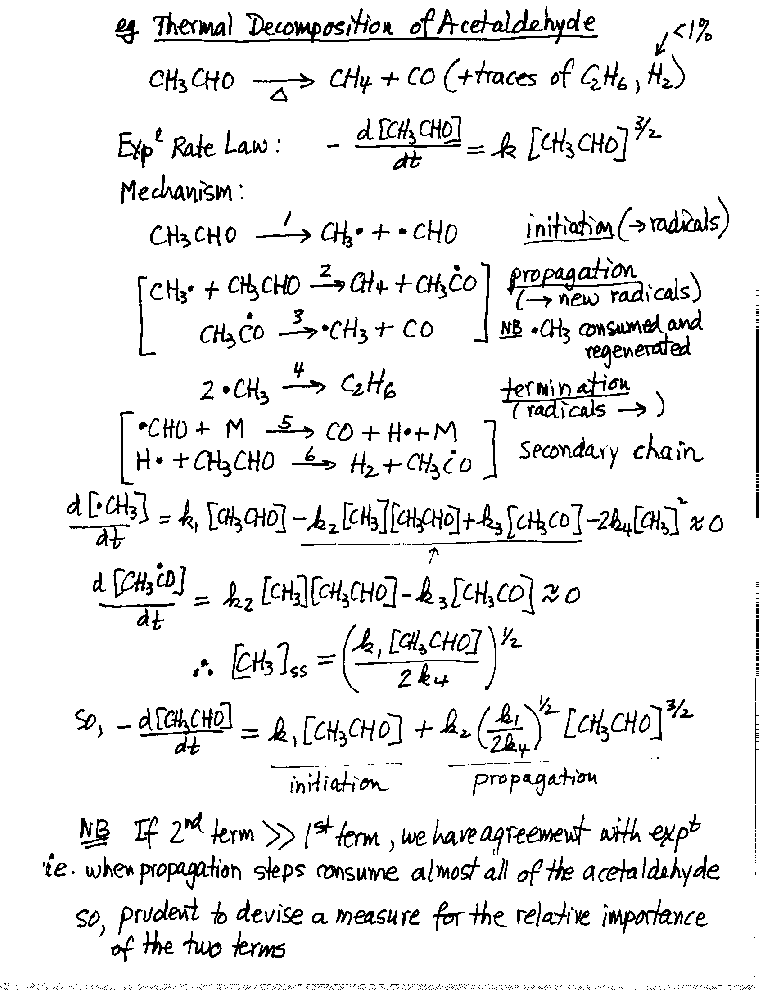 eg Thermal Decomposition of Acetaldehyde
<1%
CH3CHO →Δ CH4 + CO (+traces of C2H6, H2)
Expt Rate Law: - d[CH3CHO]/dt = k [CH3CHO]^3/2
Mechanism:
CH3CHO →1 CH3• + •CHO initiation (→ radicals)
[CH3• + CH3CHO →2 CH4 + CH3ĊO] propagation (→ new radicals)
[CH3ĊO →3 •CH3 + CO] NB •CH3 consumed and regenerated
2 •CH3 →4 C2H6 termination (radicals →)
[•CHO + M →5 CO + H• + M
H• + CH3CHO →6 H2 + CH3ĊO] secondary chain
d[•CH3]/dt = k1 [CH3CHO] - k2 [CH3][CH3CHO] + k3 [CH3CO] - 2k4 [CH3]^2 ≈ 0
↑
d[CH3ĊO]/dt = k2 [CH3][CH3CHO] - k3 [CH3CO] ≈ 0
∴ [CH3]ss = (k1 [CH3CHO] / 2k4)^1/2
So, - d[CH3CHO]/dt = k1 [CH3CHO] + k2 (k1/2k4)^1/2 [CH3CHO]^3/2
initiation propagation
NB If 2nd term >> 1st term, we have agreement with expt
ie. when propagation steps consume almost all of the acetaldehyde
So, prudent to devise a measure for the relative importance
of the two terms